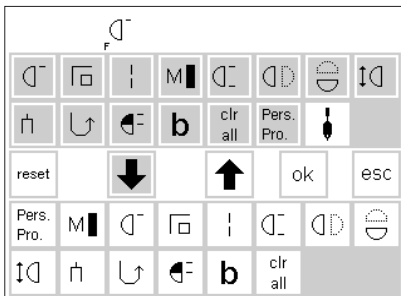 F
M
b clr all Pers. Pro.
reset ok esc
Pers. Pro. M
b clr all